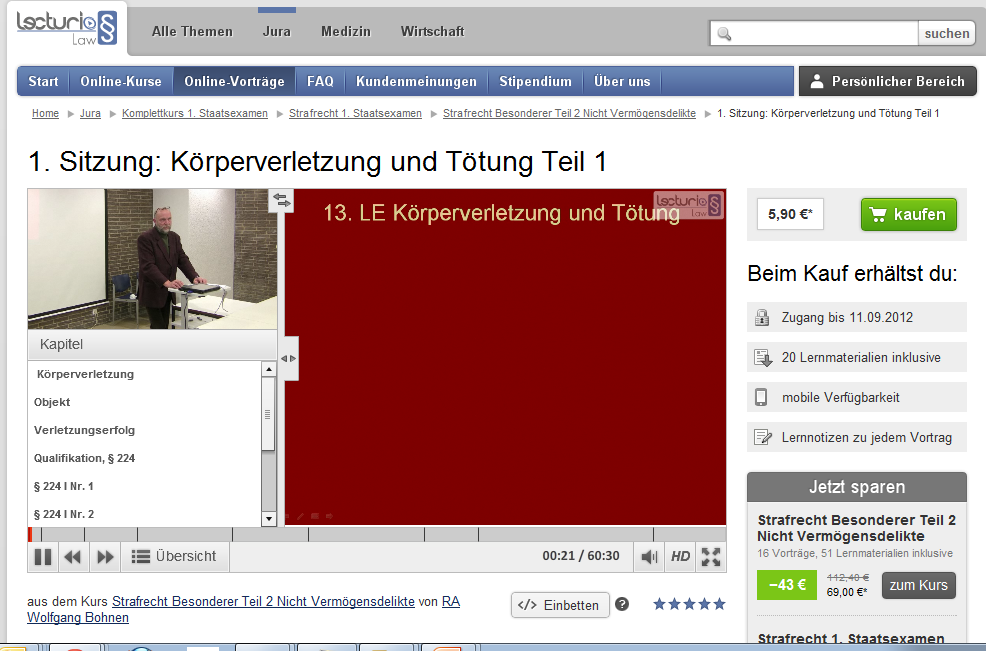 Lecturio §
Law
Alle Themen
Jura
Medizin
Wirtschaft
suchen
Start
Online-Kurse
Online-Vorträge
FAQ
Kundenmeinungen
Stipendium
Über uns
Persönlicher Bereich
Home
Jura
Komplettkurs 1. Staatsexamen
Strafrecht 1. Staatsexamen
Strafrecht Besonderer Teil 2 Nicht Vermögensdelikte
1. Sitzung: Körperverletzung und Tötung Teil 1
1. Sitzung: Körperverletzung und Tötung Teil 1
13. LE Körperverletzung und Tötung
Lecturio §
Law
Kapitel
Körperverletzung
Objekt
Verletzungserfolg
Qualifikation, § 224
§ 224 I Nr. 1
§ 224 I Nr. 2
Übersicht
00:21 / 60:30
HD
aus dem Kurs Strafrecht Besonderer Teil 2 Nicht Vermögensdelikte von RA
Wolfgang Bohnen
</> Einbetten
?
5,90 €*
kaufen
Beim Kauf erhältst du:
Zugang bis 11.09.2012
20 Lernmaterialien inklusive
mobile Verfügbarkeit
Lernnotizen zu jedem Vortrag
Jetzt sparen
Strafrecht Besonderer Teil 2
Nicht Vermögensdelikte
16 Vorträge, 51 Lernmaterialien inklusive
−43 €
112,40 €
69,00 €*
zum Kurs
Strafrecht 1. Staatsexamen